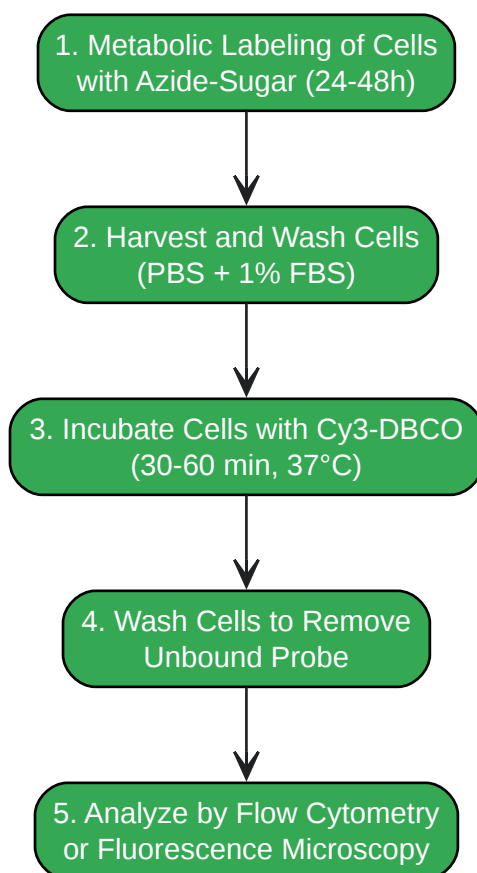 1. Metabolic Labeling of Cells
with Azide-Sugar (24-48h)
2. Harvest and Wash Cells
(PBS + 1% FBS)
3. Incubate Cells with Cy3-DBCO
(30-60 min, 37°C)
4. Wash Cells to Remove
Unbound Probe
5. Analyze by Flow Cytometry
or Fluorescence Microscopy